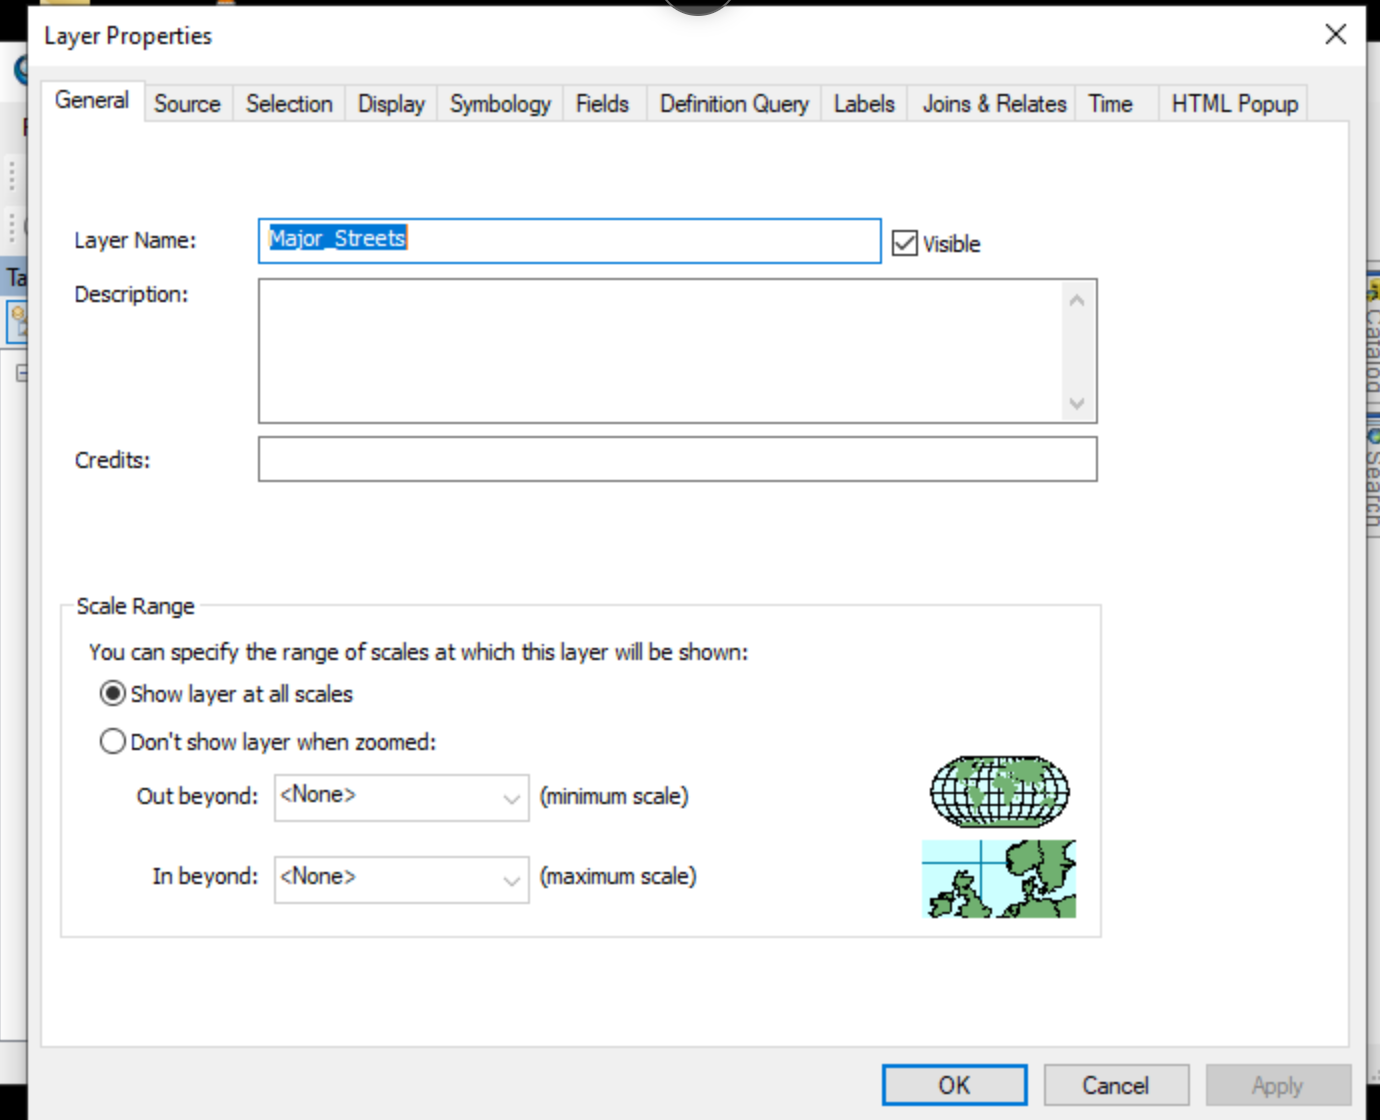 Layer Properties
General Source Selection Display Symbology Fields Definition Query Labels Joins & Relates Time HTML Popup
Layer Name: Major_Streets Visible
Description:
Credits:
Scale Range
You can specify the range of scales at which this layer will be shown:
Show layer at all scales
Don't show layer when zoomed:
Out beyond: <None> (minimum scale)
In beyond: <None> (maximum scale)
OK Cancel Apply
Ta
Catalog
Search